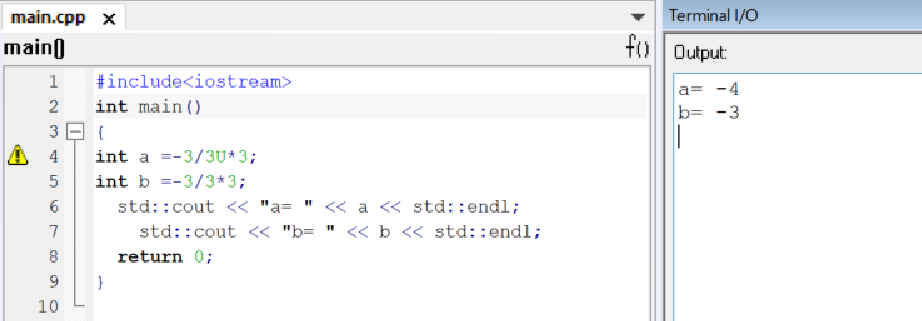 main.cpp x
Terminal I/O
main()
f()
Output:
1 #include<iostream>
2 int main()
3 {
4 int a =-3/3U*3;
5 int b =-3/3*3;
6 std::cout << "a= " << a << std::endl;
7 std::cout << "b= " << b << std::endl;
8 return 0;
9 }
10
a= -4
b= -3